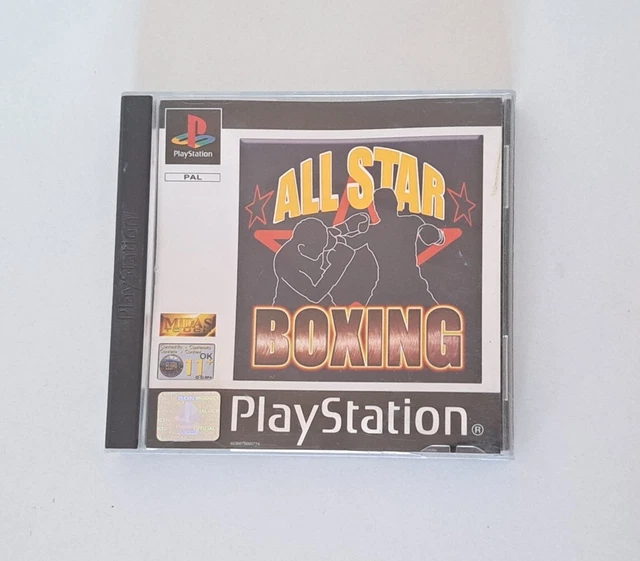 PlayStation
PAL
ALL STAR
BOXING
PlayStation
MIDAS
OK
11+
PlayStation®